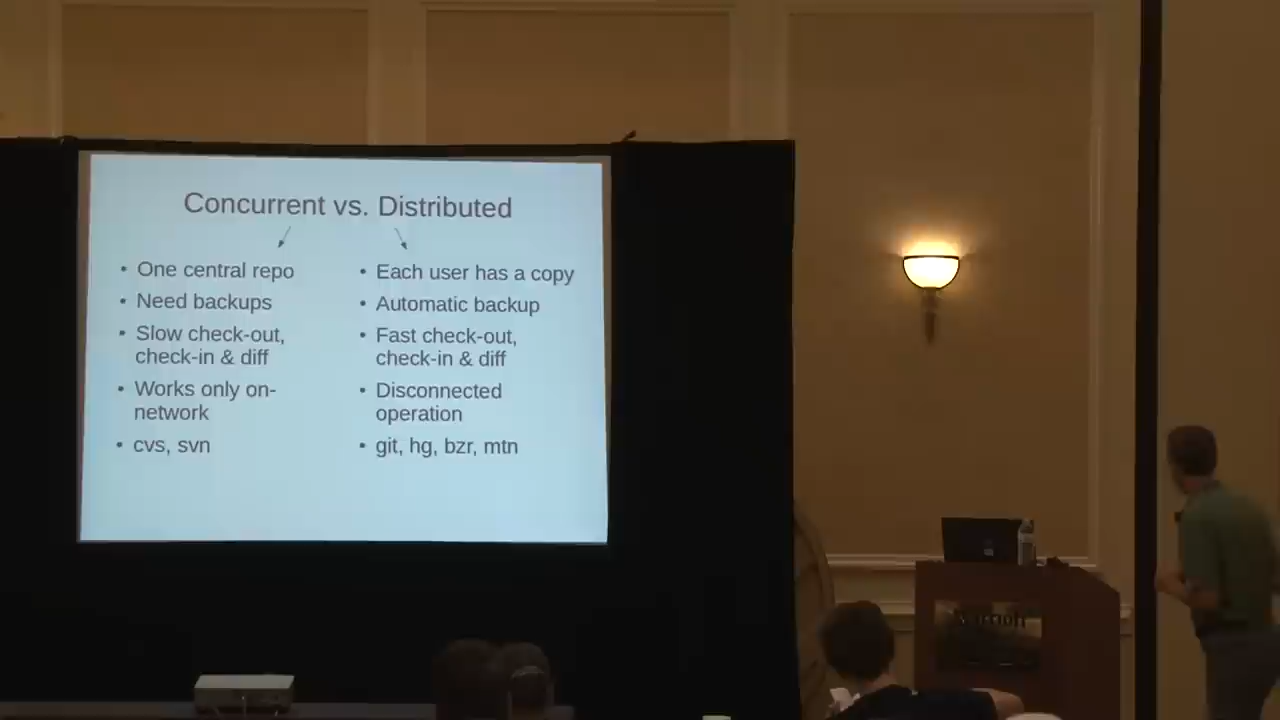 Concurrent vs. Distributed
• One central repo
• Need backups
• Slow check-out,
check-in & diff
• Works only on-
network
• cvs, svn
• Each user has a copy
• Automatic backup
• Fast check-out,
check-in & diff
• Disconnected
operation
• git, hg, bzr, mtn
Marriott